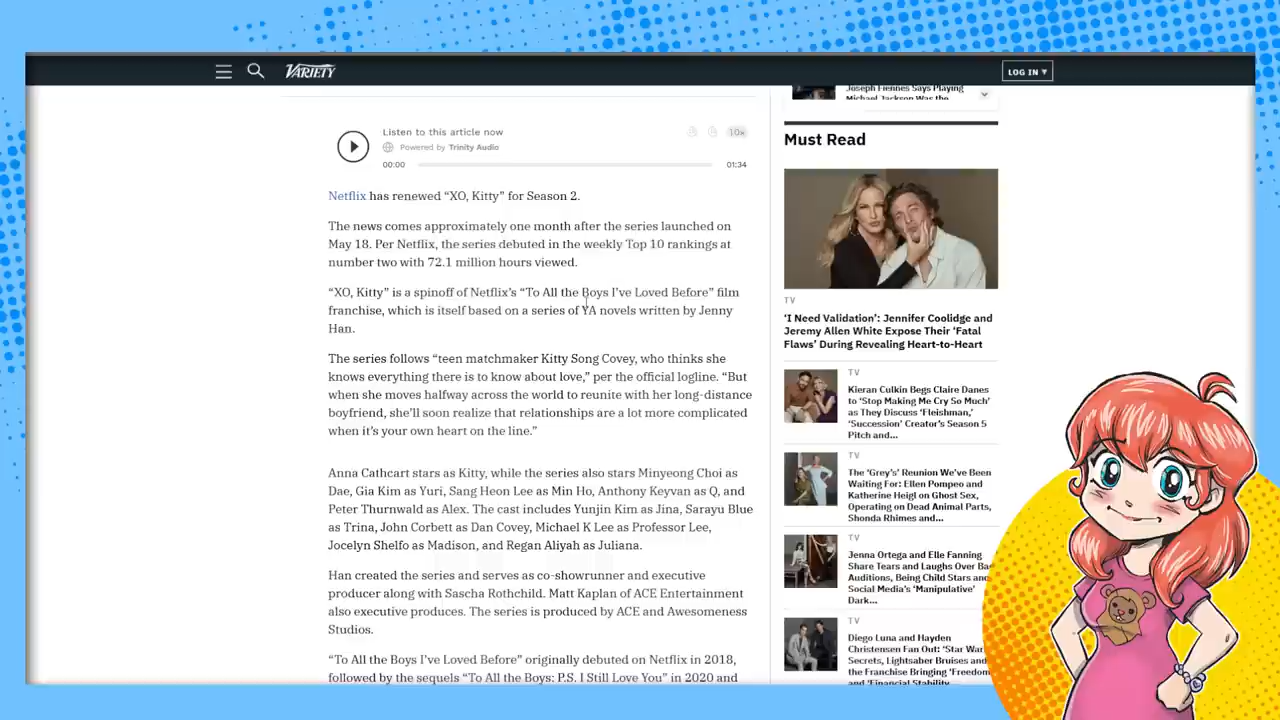 VARIETY
LOG IN ▾
Listen to this article now
Powered by Trinity Audio
10x
00:00
01:34
Netflix has renewed “XO, Kitty” for Season 2.
The news comes approximately one month after the series launched on
May 18. Per Netflix, the series debuted in the weekly Top 10 rankings at
number two with 72.1 million hours viewed.
“XO, Kitty” is a spinoff of Netflix’s “To All the Boys I’ve Loved Before” film
franchise, which is itself based on a series of YA novels written by Jenny
Han.
The series follows “teen matchmaker Kitty Song Covey, who thinks she
knows everything there is to know about love,” per the official logline. “But
when she moves halfway across the world to reunite with her long-distance
boyfriend, she’ll soon realize that relationships are a lot more complicated
when it’s your own heart on the line.”
Anna Cathcart stars as Kitty, while the series also stars Minyeong Choi as
Dae, Gia Kim as Yuri, Sang Heon Lee as Min Ho, Anthony Keyvan as Q, and
Peter Thurnwald as Alex. The cast includes Yunjin Kim as Jina, Sarayu Blue
as Trina, John Corbett as Dan Covey, Michael K Lee as Professor Lee,
Jocelyn Shelfo as Madison, and Regan Aliyah as Juliana.
Han created the series and serves as co-showrunner and executive
producer along with Sascha Rothchild. Matt Kaplan of ACE Entertainment
also executive produces. The series is produced by ACE and Awesomeness
Studios.
“To All the Boys I’ve Loved Before” originally debuted on Netflix in 2018,
followed by the sequels “To All the Boys: P.S. I Still Love You” in 2020 and
Joseph Fiennes Says Playing
Michael Jackson Was the
Must Read
TV
‘I Need Validation’: Jennifer Coolidge and
Jeremy Allen White Expose Their ‘Fatal
Flaws’ During Revealing Heart-to-Heart
TV
Kieran Culkin Begs Claire Danes
to ‘Stop Making Me Cry So Much’
as They Discuss ‘Fleishman,’
‘Succession’ Creator’s Season 5
Pitch and...
TV
The ‘Grey’s’ Reunion We’ve Been
Waiting For: Ellen Pompeo and
Katherine Heigl on Ghost Sex,
Operating on Dead Animal Parts,
Shonda Rhimes and...
TV
Jenna Ortega and Elle Fanning
Share Tears and Laughs Over Ba
Auditions, Being Child Stars and
Social Media’s ‘Manipulative’
Dark...
TV
Diego Luna and Hayden
Christensen Fan Out: ‘Star War
Secrets, Lightsaber Bruises and
the Franchise Bringing ‘Freedom
and ‘Financial Stability